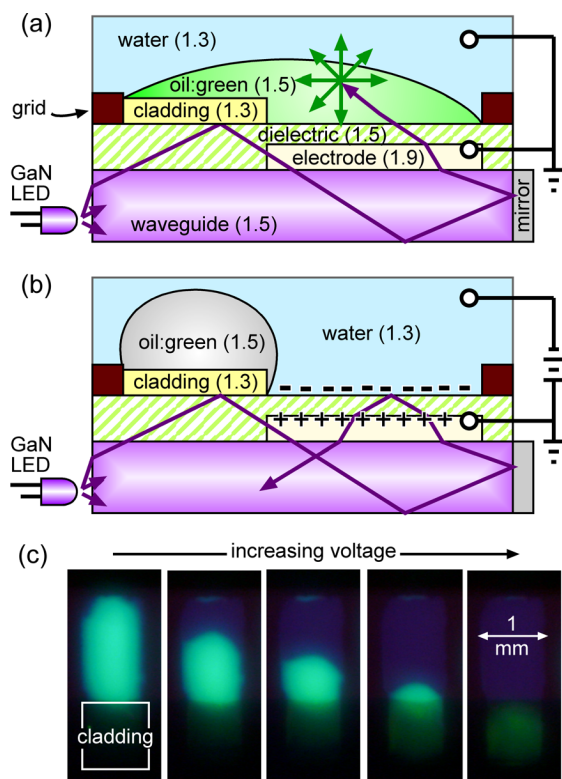 (a)
water (1.3)
oil:green (1.5)
grid
cladding (1.3)
dielectric (1.5)
electrode (1.9)
GaN
LED
waveguide (1.5)
mirror
(b)
water (1.3)
oil:green (1.5)
cladding (1.3)
- - - - - - - - -
+ + + + + + + + +
GaN
LED
(c)
increasing voltage
1
mm
cladding